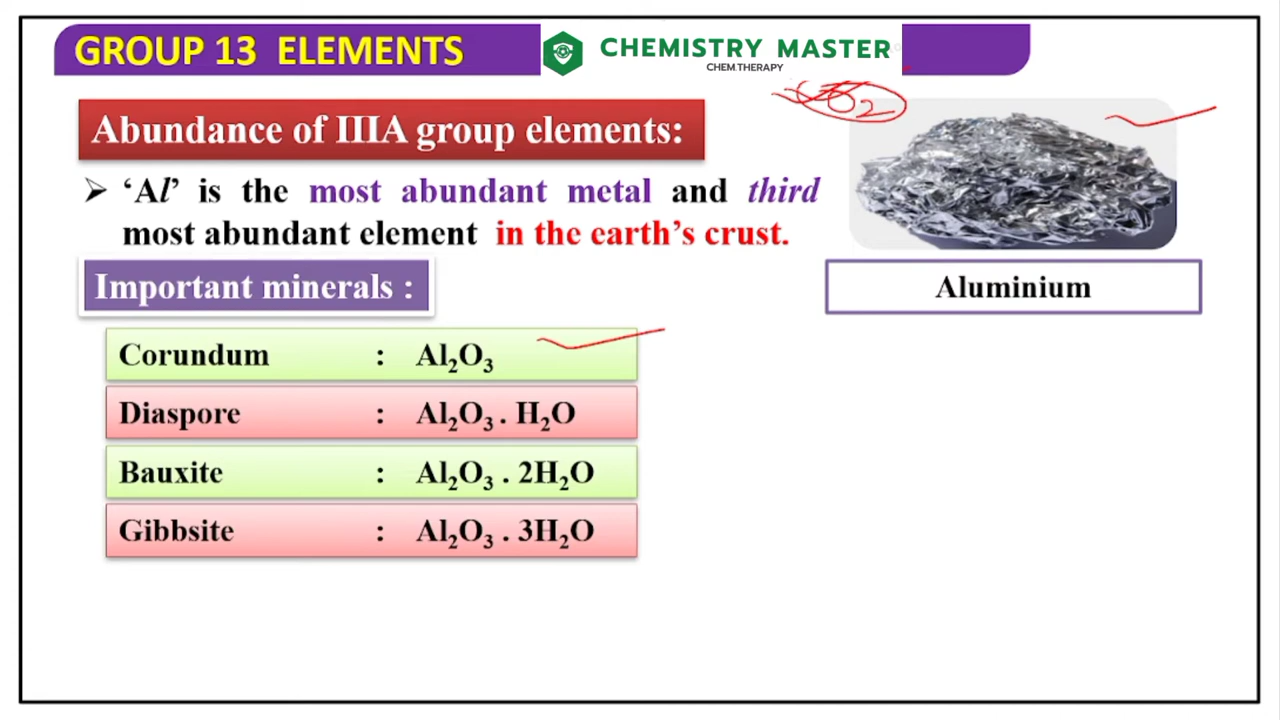 GROUP 13 ELEMENTS
CHEMISTRY MASTER
CHEM.THERAPY
Abundance of IIIA group elements:
➢ ‘Al’ is the most abundant metal and third
most abundant element in the earth’s crust.
Important minerals :
Aluminium
Corundum : Al₂O₃
Diaspore : Al₂O₃ . H₂O
Bauxite : Al₂O₃ . 2H₂O
Gibbsite : Al₂O₃ . 3H₂O